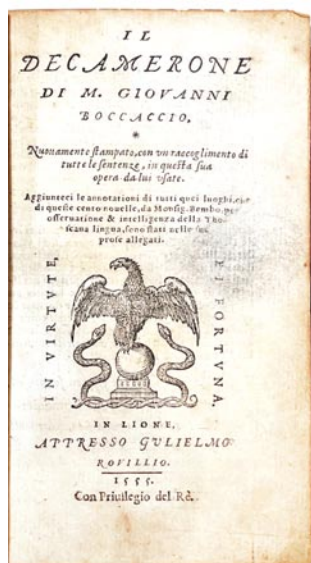 IL
DECAMERONE
DI M. GIOVANNI
BOCCACCIO,
*
Nuouamente stampato, con vn raccoglimento di
tutte le sentenze, in questa sua
opera da lui vsate.
Aggiunteci le annotationi di tutti quei luoghi, che
di queste cento nouelle, da Monsig. Bembo, per
osseruatione & intelligenza della Tho-
scana lingua, sono stati nelle sue
prose allegati.
IN VIRTVTE,
ET FORTVNA.
IN LIONE,
APPRESSO GVLIELMO
ROVILLIO.
1555.
Con Priuilegio del Rè.